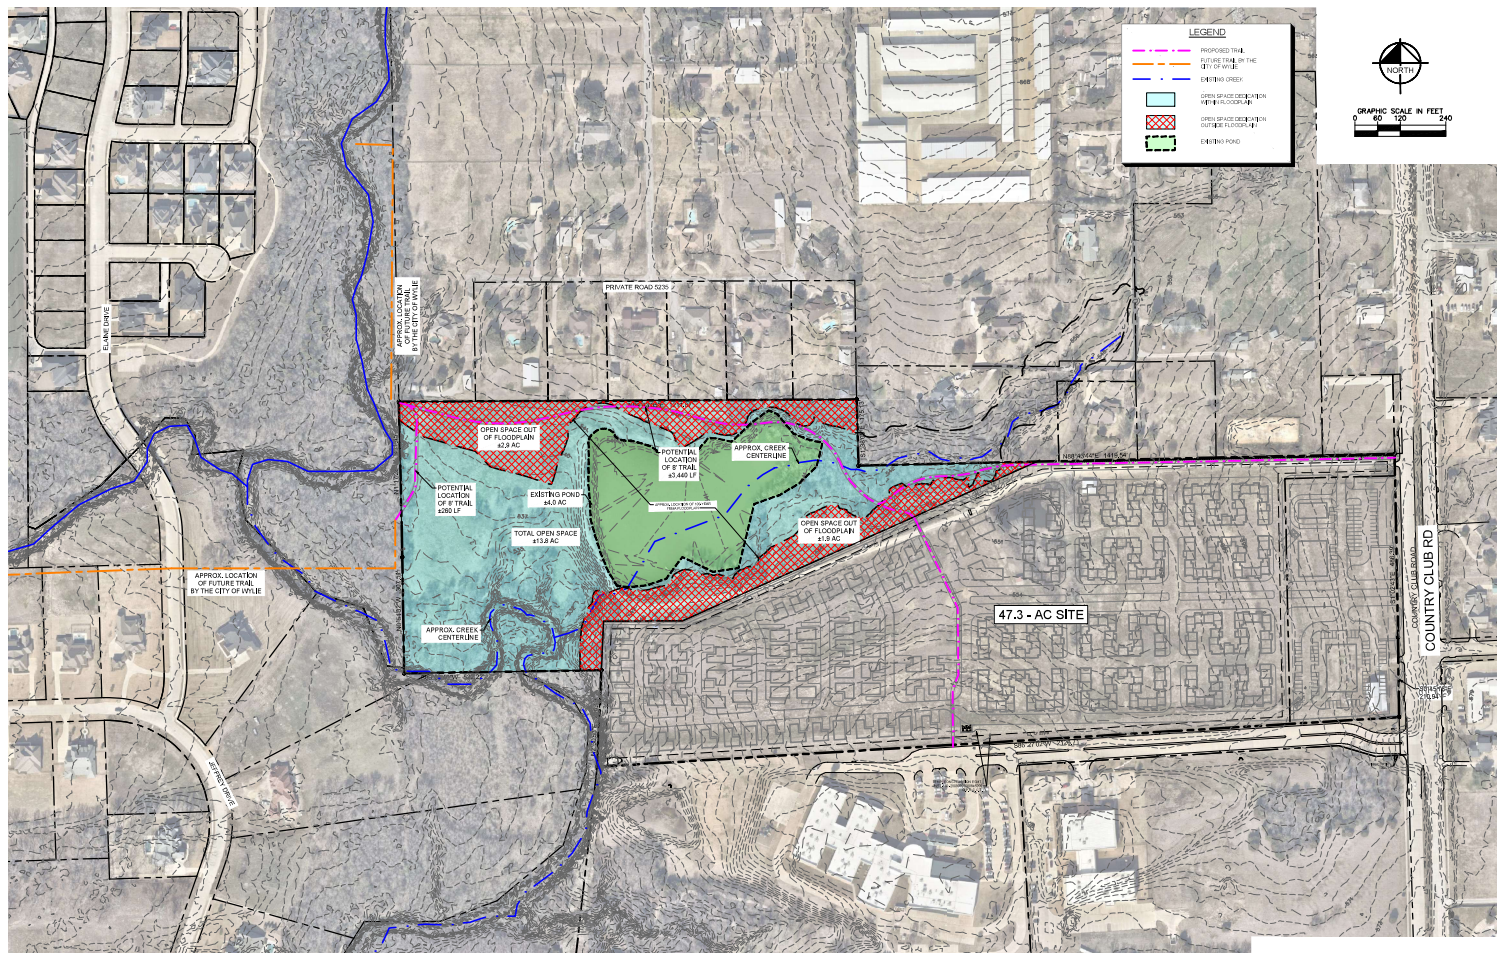 LEGEND
PROPOSED TRAIL
FUTURE TRAIL BY THE
CITY OF WYLIE
EXISTING CREEK
OPEN SPACE DEDICATION
WITHIN FLOODPLAIN
OPEN SPACE DEDICATION
OUTSIDE FLOODPLAIN
EXISTING POND
NORTH
GRAPHIC SCALE IN FEET
0 60 120 240
ELAINE DRIVE
APPROX. LOCATION
OF FUTURE TRAIL
BY THE CITY OF WYLIE
PRIVATE ROAD 5235
OPEN SPACE OUT
OF FLOODPLAIN
±2.9 AC
POTENTIAL
LOCATION
OF 8' TRAIL
±3,440 LF
APPROX. CREEK
CENTERLINE
POTENTIAL
LOCATION
OF 8' TRAIL
±260 LF
EXISTING POND
±4.0 AC
TOTAL OPEN SPACE
±13.8 AC
OPEN SPACE OUT
OF FLOODPLAIN
±1.9 AC
APPROX. LOCATION
OF FUTURE TRAIL
BY THE CITY OF WYLIE
APPROX. CREEK
CENTERLINE
47.3 - AC SITE
COUNTRY CLUB ROAD
COUNTRY CLUB RD
JEFFREY DRIVE